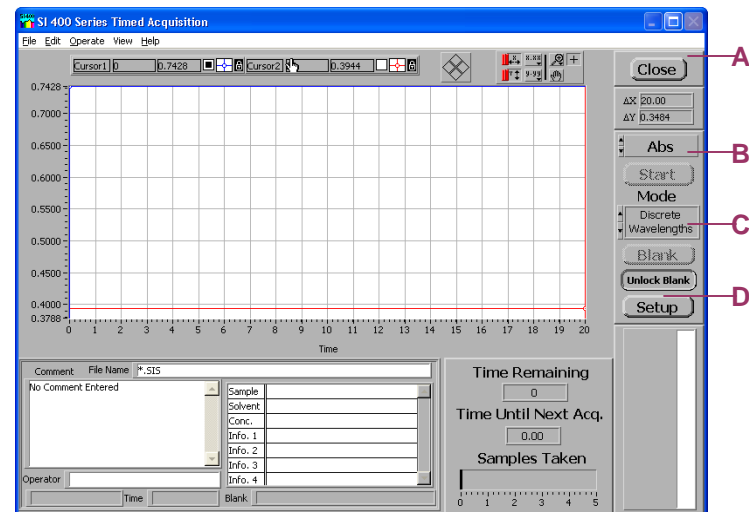 SI 400 Series Timed Acquisition
File Edit Operate View Help
Cursor1 0 0.7428 Cursor2 0.3944
Close
A
ΔX 20.00
ΔY 0.3484
Abs
B
Start
Mode
Discrete
Wavelengths
C
Blank
Unlock Blank
Setup
D
0.7428
0.7000
0.6500
0.6000
0.5500
0.5000
0.4500
0.4000
0.3788
0 1 2 3 4 5 6 7 8 9 10 11 12 13 14 15 16 17 18 19 20
Time
Comment File Name *.SIS
No Comment Entered
Sample
Solvent
Conc.
Info. 1
Info. 2
Info. 3
Info. 4
Operator
Time Blank
Time Remaining
0
Time Until Next Acq.
0.00
Samples Taken
0 1 2 3 4 5